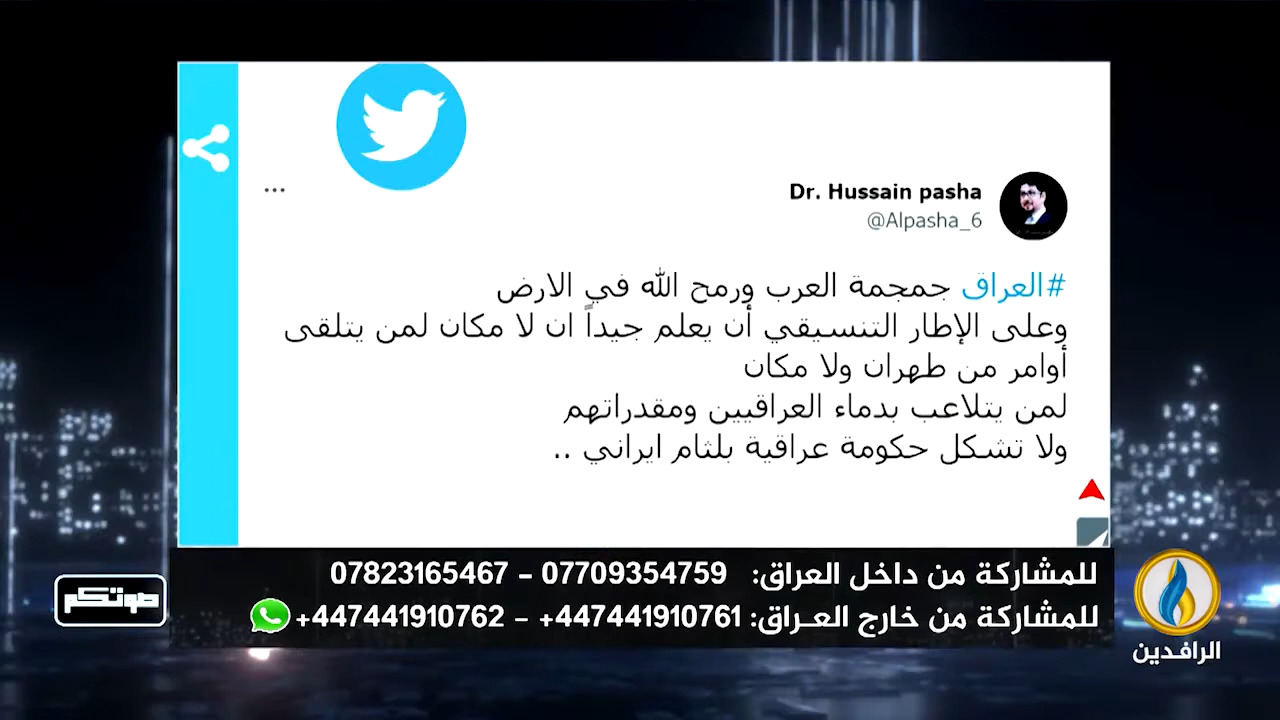 Dr. Hussain pasha
@Alpasha_6
#العراق جمجمة العرب ورمح الله في الارض
وعلى الإطار التنسيقي أن يعلم جيداً ان لا مكان لمن يتلقى
أوامر من طهران ولا مكان
لمن يتلاعب بدماء العراقيين ومقدراتهم
ولا تشكل حكومة عراقية بلثام ايراني ..
للمشاركة من داخل العراق: 07709354759 - 07823165467
للمشاركة من خارج العـراق: 447441910761+ - 447441910762+
صوتكم
الرافدين